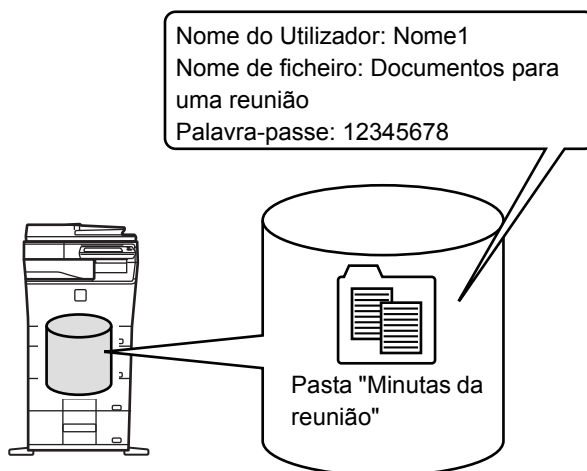 Nome do Utilizador: Nome1
Nome de ficheiro: Documentos para
uma reunião
Palavra-passe: 12345678
Pasta "Minutas da
reunião"